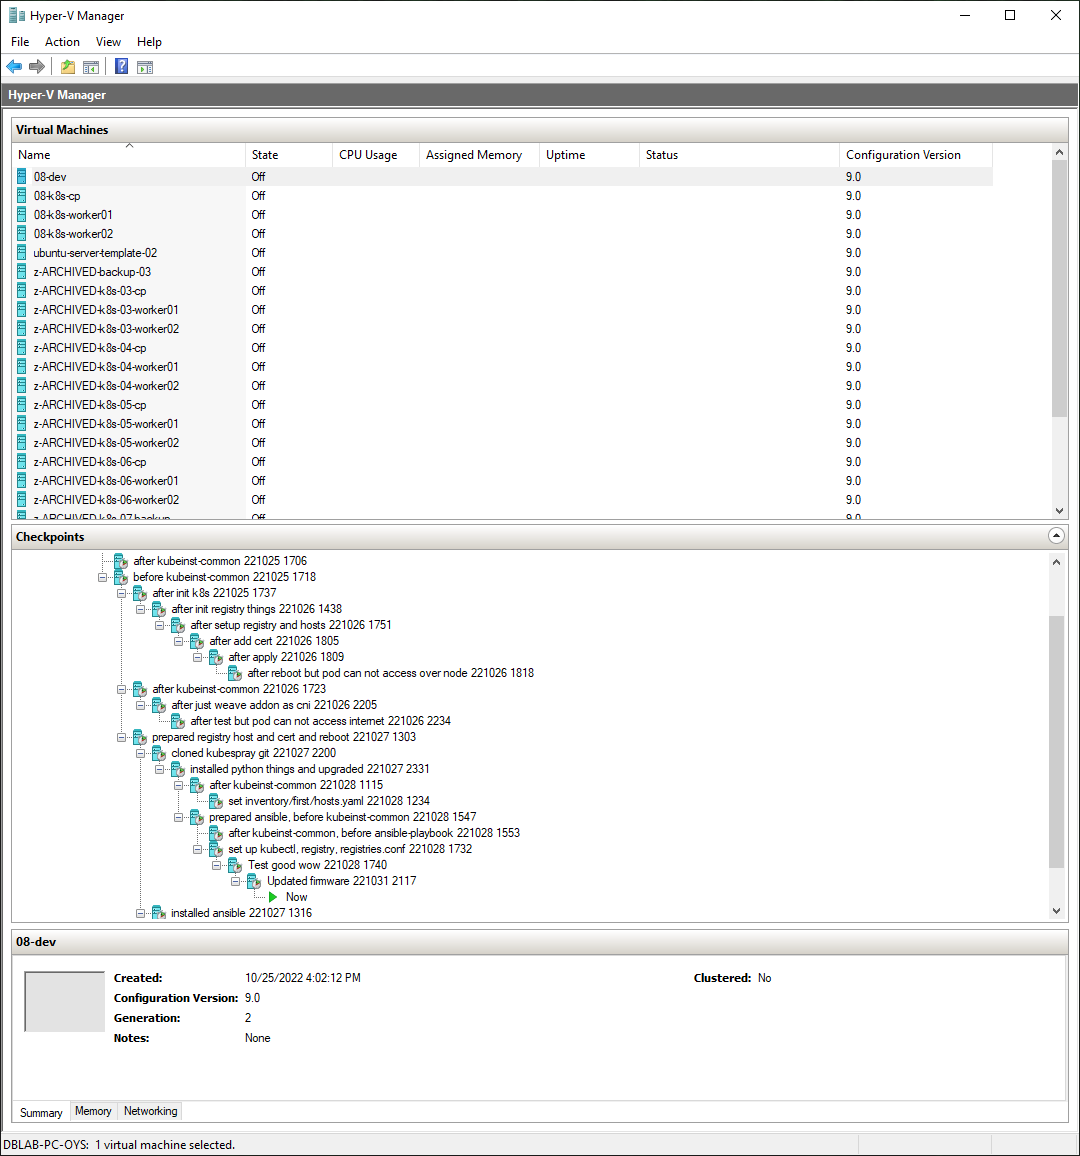 Hyper-V Manager
File Action View Help
Hyper-V Manager
Virtual Machines
Name State CPU Usage Assigned Memory Uptime Status Configuration Version
08-dev Off 9.0
08-k8s-cp Off 9.0
08-k8s-worker01 Off 9.0
08-k8s-worker02 Off 9.0
ubuntu-server-template-02 Off 9.0
z-ARCHIVED-backup-03 Off 9.0
z-ARCHIVED-k8s-03-cp Off 9.0
z-ARCHIVED-k8s-03-worker01 Off 9.0
z-ARCHIVED-k8s-03-worker02 Off 9.0
z-ARCHIVED-k8s-04-cp Off 9.0
z-ARCHIVED-k8s-04-worker01 Off 9.0
z-ARCHIVED-k8s-04-worker02 Off 9.0
z-ARCHIVED-k8s-05-cp Off 9.0
z-ARCHIVED-k8s-05-worker01 Off 9.0
z-ARCHIVED-k8s-05-worker02 Off 9.0
z-ARCHIVED-k8s-06-cp Off 9.0
z-ARCHIVED-k8s-06-worker01 Off 9.0
z-ARCHIVED-k8s-06-worker02 Off 9.0
z-ARCHIVED-k8s-07-backup Off 9.0
Checkpoints
after kubeinst-common 221025 1706
before kubeinst-common 221025 1718
after init k8s 221025 1737
after init registry things 221026 1438
after setup registry and hosts 221026 1751
after add cert 221026 1805
after apply 221026 1809
after reboot but pod can not access over node 221026 1818
after kubeinst-common 221026 1723
after just weave addon as cni 221026 2205
after test but pod can not access internet 221026 2234
prepared registry host and cert and reboot 221027 1303
cloned kubespray git 221027 2200
installed python things and upgraded 221027 2331
after kubeinst-common 221028 1115
set inventory/first/hosts.yaml 221028 1234
prepared ansible, before kubeinst-common 221028 1547
after kubeinst-common, before ansible-playbook 221028 1553
set up kubectl, registry, registries.conf 221028 1732
Test good wow 221028 1740
Updated firmware 221031 2117
Now
installed ansible 221027 1316
08-dev
Created: 10/25/2022 4:02:12 PM Clustered: No
Configuration Version: 9.0
Generation: 2
Notes: None
Summary Memory Networking
DBLAB-PC-OYS: 1 virtual machine selected.